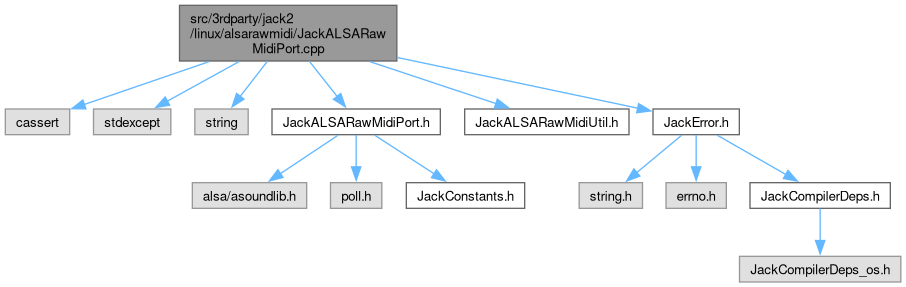 src/3rdparty/jack2
/linux/alsarawmidi/JackALSARaw
MidiPort.cpp
cassert
stdexcept
string
JackALSARawMidiPort.h
JackALSARawMidiUtil.h
JackError.h
alsa/asoundlib.h
poll.h
JackConstants.h
string.h
errno.h
JackCompilerDeps.h
JackCompilerDeps_os.h